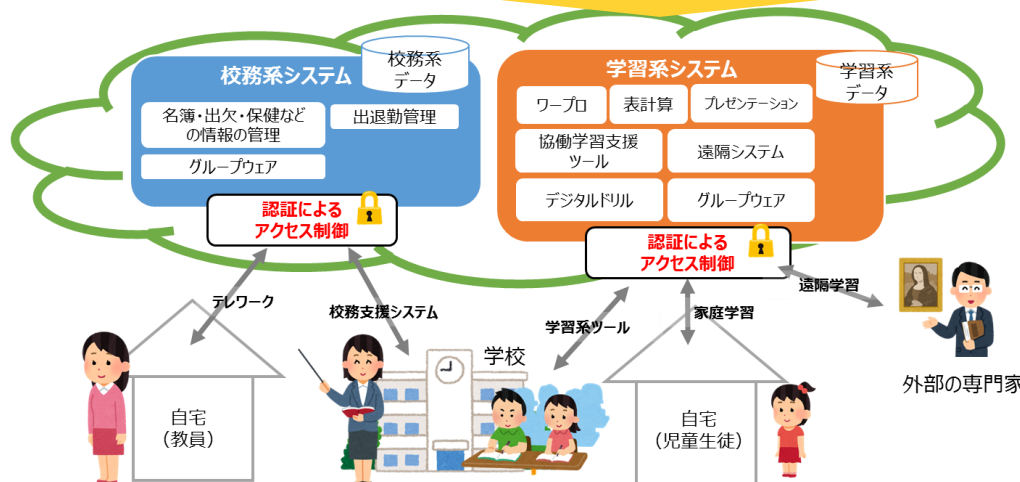 校務系システム
校務系
データ
名簿・出欠・保健など
の情報の管理
出退勤管理
グループウェア
認証による
アクセス制御
学習系システム
学習系
データ
ワープロ
表計算
プレゼンテーション
協働学習支援
ツール
遠隔システム
デジタルドリル
グループウェア
認証による
アクセス制御
テレワーク
校務支援システム
学習系ツール
家庭学習
遠隔学習
学校
外部の専門家
自宅
（教員）
自宅
（児童生徒）